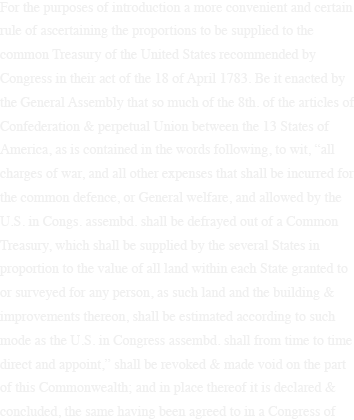 For the purposes of introduction a more convenient and certain
rule of ascertaining the proportions to be supplied to the
common Treasury of the United States recommended by
Congress in their act of the 18 of April 1783. Be it enacted by
the General Assembly that so much of the 8th. of the articles of
Confederation & perpetual Union between the 13 States of
America, as is contained in the words following, to wit, "all
charges of war, and all other expenses that shall be incurred for
the common defence, or General welfare, and allowed by the
U.S. in Congs. assembd. shall be defrayed out of a Common
Treasury, which shall be supplied by the several States in
proportion to the value of all land within each State granted to
or surveyed for any person, as such land and the building &
improvements thereon, shall be estimated according to such
mode as the U.S. in Congress assembd. shall from time to time
direct and appoint," shall be revoked & made void on the part
of this Commonwealth; and in place thereof it is declared &
concluded, the same having been agreed to in a Congress of